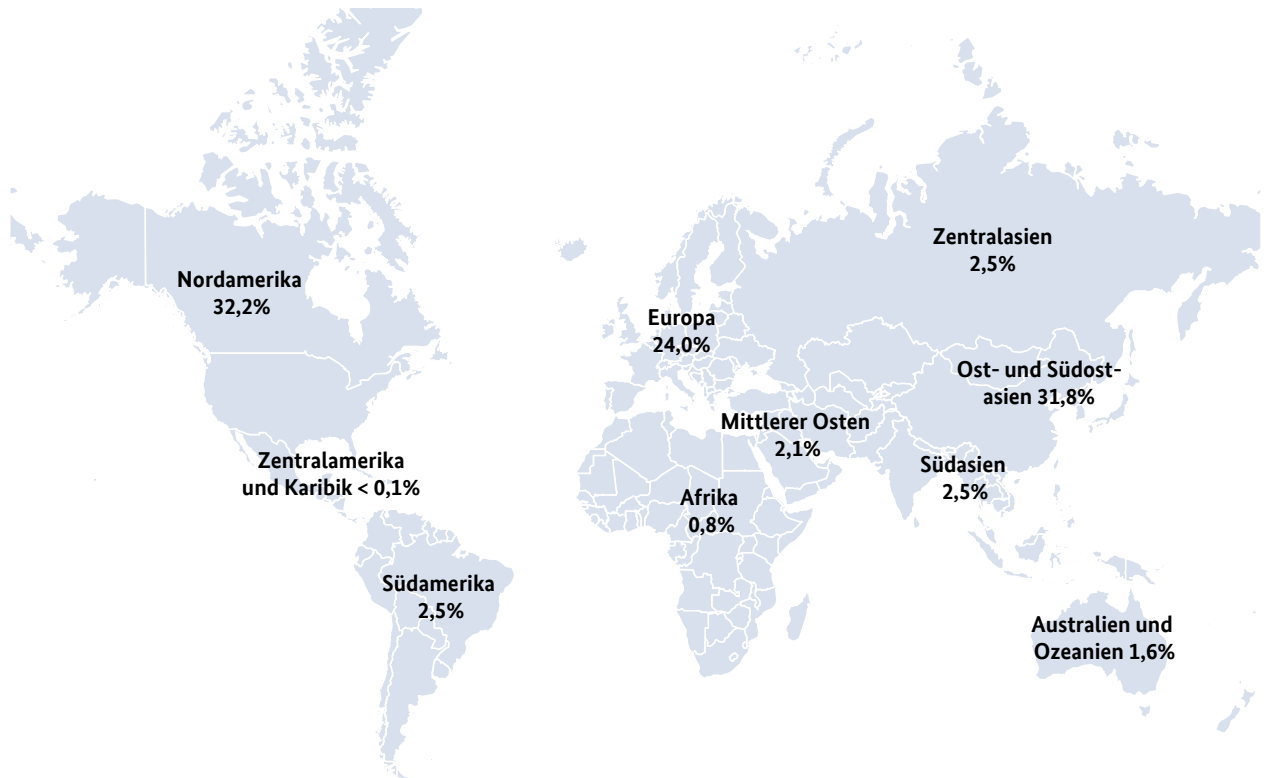 Zentralasien
2,5%
Nordamerika
32,2%
Europa
24,0%
Ost- und Südost-
asien 31,8%
Mittlerer Osten
2,1%
Zentralamerika
und Karibik < 0,1%
Südasien
2,5%
Afrika
0,8%
Südamerika
2,5%
Australien und
Ozeanien 1,6%